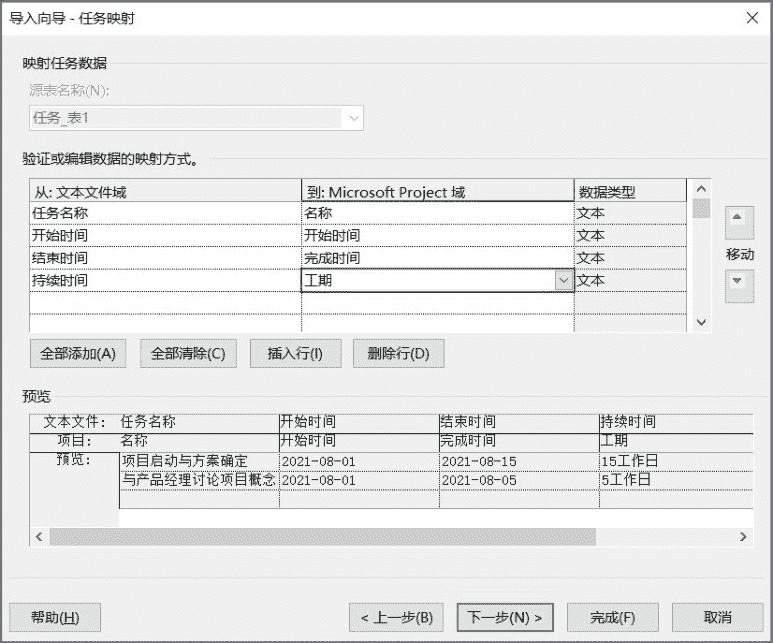 导入向导 - 任务映射
映射任务数据
源表名称(N):
任务_表1
验证或编辑数据的映射方式。
从: 文本文件域 到: Microsoft Project 域 数据类型
任务名称 名称 文本
开始时间 开始时间 文本
结束时间 完成时间 文本
持续时间 工期 文本
移动
全部添加(A) 全部清除(C) 插入行(I) 删除行(D)
预览
文本文件: 任务名称 开始时间 结束时间 持续时间
项目: 名称 开始时间 完成时间 工期
预览: 项目启动与方案确定 2021-08-01 2021-08-15 15工作日
与产品经理讨论项目概念 2021-08-01 2021-08-05 5工作日
帮助(H) < 上一步(B) 下一步(N) > 完成(F) 取消